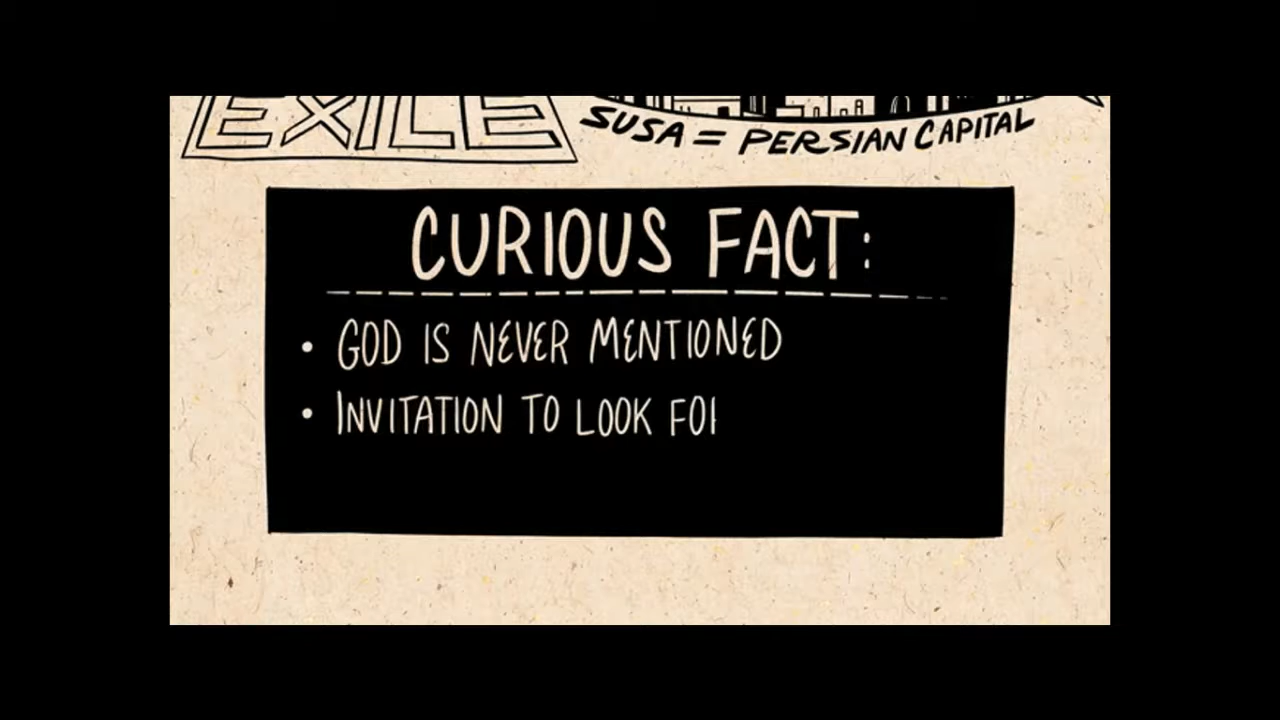 EXILE
SUSA = PERSIAN CAPITAL
CURIOUS FACT:
• GOD IS NEVER MENTIONED
• INVITATION TO LOOK